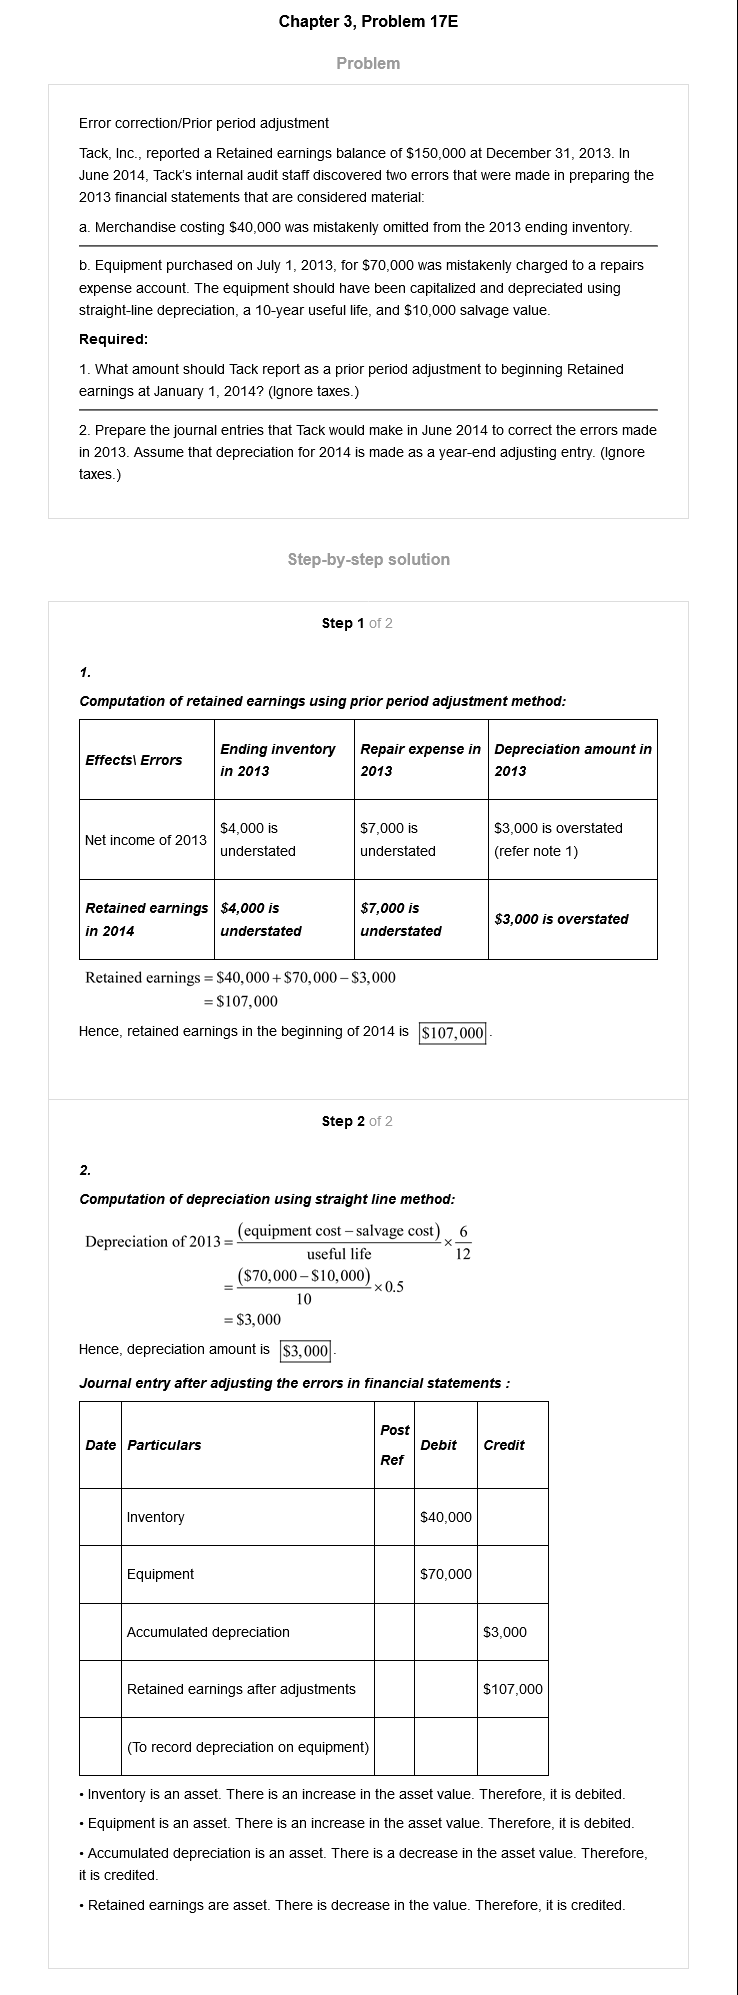 Chapter 3, Problem 17E
Problem
Error correction/Prior period adjustment
Tack, Inc., reported a Retained earnings balance of $150,000 at December 31, 2013. In
June 2014, Tack's internal audit staff discovered two errors that were made in preparing the
2013 financial statements that are considered material:
a. Merchandise costing $40,000 was mistakenly omitted from the 2013 ending inventory.
b. Equipment purchased on July 1, 2013, for $70,000 was mistakenly charged to a repairs
expense account. The equipment should have been capitalized and depreciated using
straight-line depreciation, a 10-year useful life, and $10,000 salvage value.
Required:
1. What amount should Tack report as a prior period adjustment to beginning Retained
earnings at January 1, 2014? (Ignore taxes.)
2. Prepare the journal entries that Tack would make in June 2014 to correct the errors made
in 2013. Assume that depreciation for 2014 is made as a year-end adjusting entry. (Ignore
taxes.)
Step-by-step solution
Step 1 of 2
1.
Computation of retained earnings using prior period adjustment method:
Effects\ Errors
Ending inventory
in 2013
Repair expense in
2013
Depreciation amount in
2013
Net income of 2013
$4,000 is
understated
$7,000 is
understated
$3,000 is overstated
(refer note 1)
Retained earnings
in 2014
$4,000 is
understated
$7,000 is
understated
$3,000 is overstated
Retained earnings = $40,000 + $70,000 − $3,000
= $107,000
Hence, retained earnings in the beginning of 2014 is $107,000.
Step 2 of 2
2.
Computation of depreciation using straight line method:
Depreciation of 2013 = (equipment cost − salvage cost) / useful life × 6/12
= ($70,000 − $10,000) / 10 × 0.5
= $3,000
Hence, depreciation amount is $3,000.
Journal entry after adjusting the errors in financial statements :
Date Particulars Post Ref Debit Credit
Inventory $40,000
Equipment $70,000
Accumulated depreciation $3,000
Retained earnings after adjustments $107,000
(To record depreciation on equipment)
• Inventory is an asset. There is an increase in the asset value. Therefore, it is debited.
• Equipment is an asset. There is an increase in the asset value. Therefore, it is debited.
• Accumulated depreciation is an asset. There is a decrease in the asset value. Therefore,
it is credited.
• Retained earnings are asset. There is decrease in the value. Therefore, it is credited.